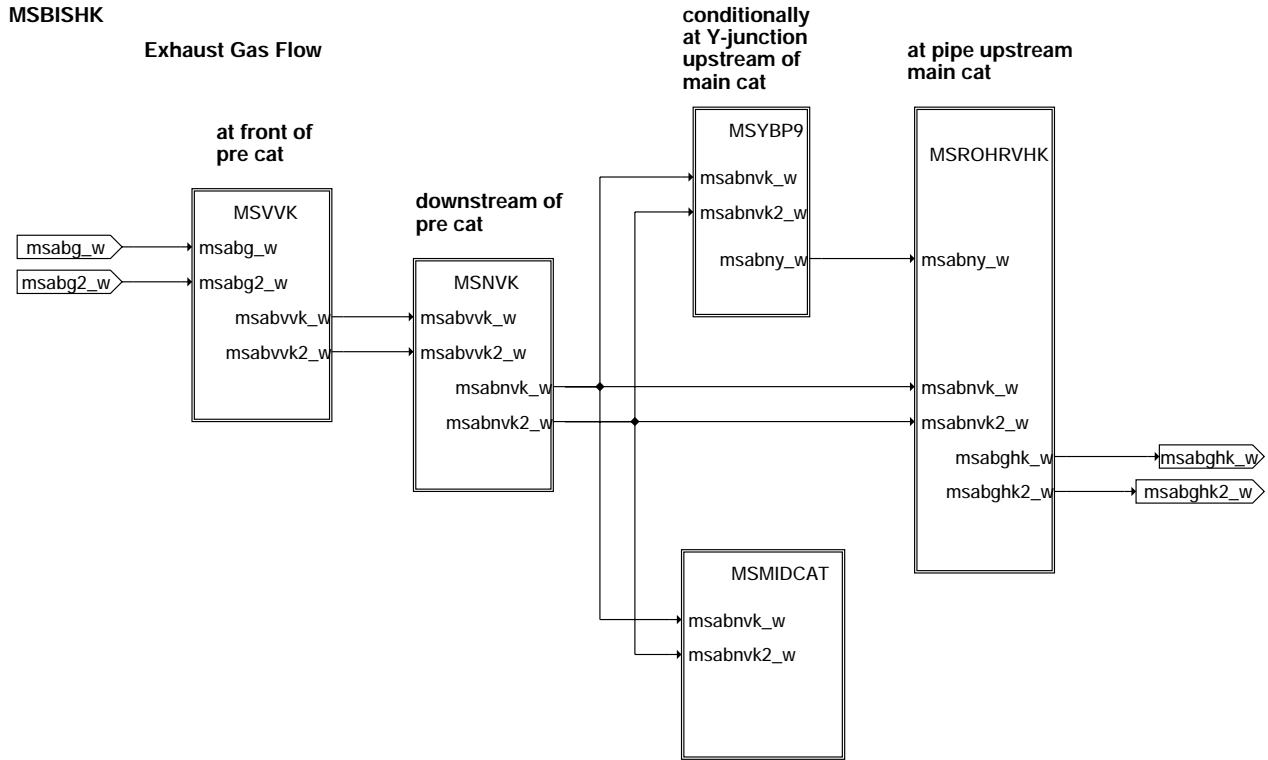 MSBISHK
Exhaust Gas Flow
conditionally
at Y-junction
upstream of
main cat
at pipe upstream
main cat
at front of
pre cat
downstream of
pre cat
msabg_w
msabg2_w
MSVVK
msabg_w
msabg2_w
msabvvk_w
msabvvk2_w
MSNVK
msabvvk_w
msabvvk2_w
msabnvk_w
msabnvk2_w
MSYBP9
msabnvk_w
msabnvk2_w
msabny_w
MSROHRVHK
msabny_w
msabnvk_w
msabnvk2_w
msabghk_w
msabghk2_w
msabghk_w
msabghk2_w
MSMIDCAT
msabnvk_w
msabnvk2_w